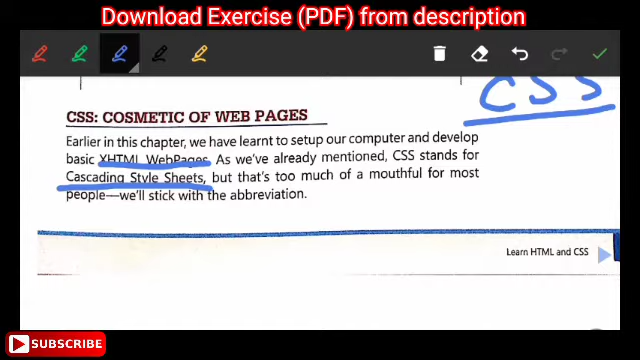 Download Exercise (PDF) from description
CSS
CSS: COSMETIC OF WEB PAGES
Earlier in this chapter, we have learnt to setup our computer and develop
basic XHTML WebPages. As we've already mentioned, CSS stands for
Cascading Style Sheets, but that's too much of a mouthful for most
people—we'll stick with the abbreviation.
Learn HTML and CSS
SUBSCRIBE